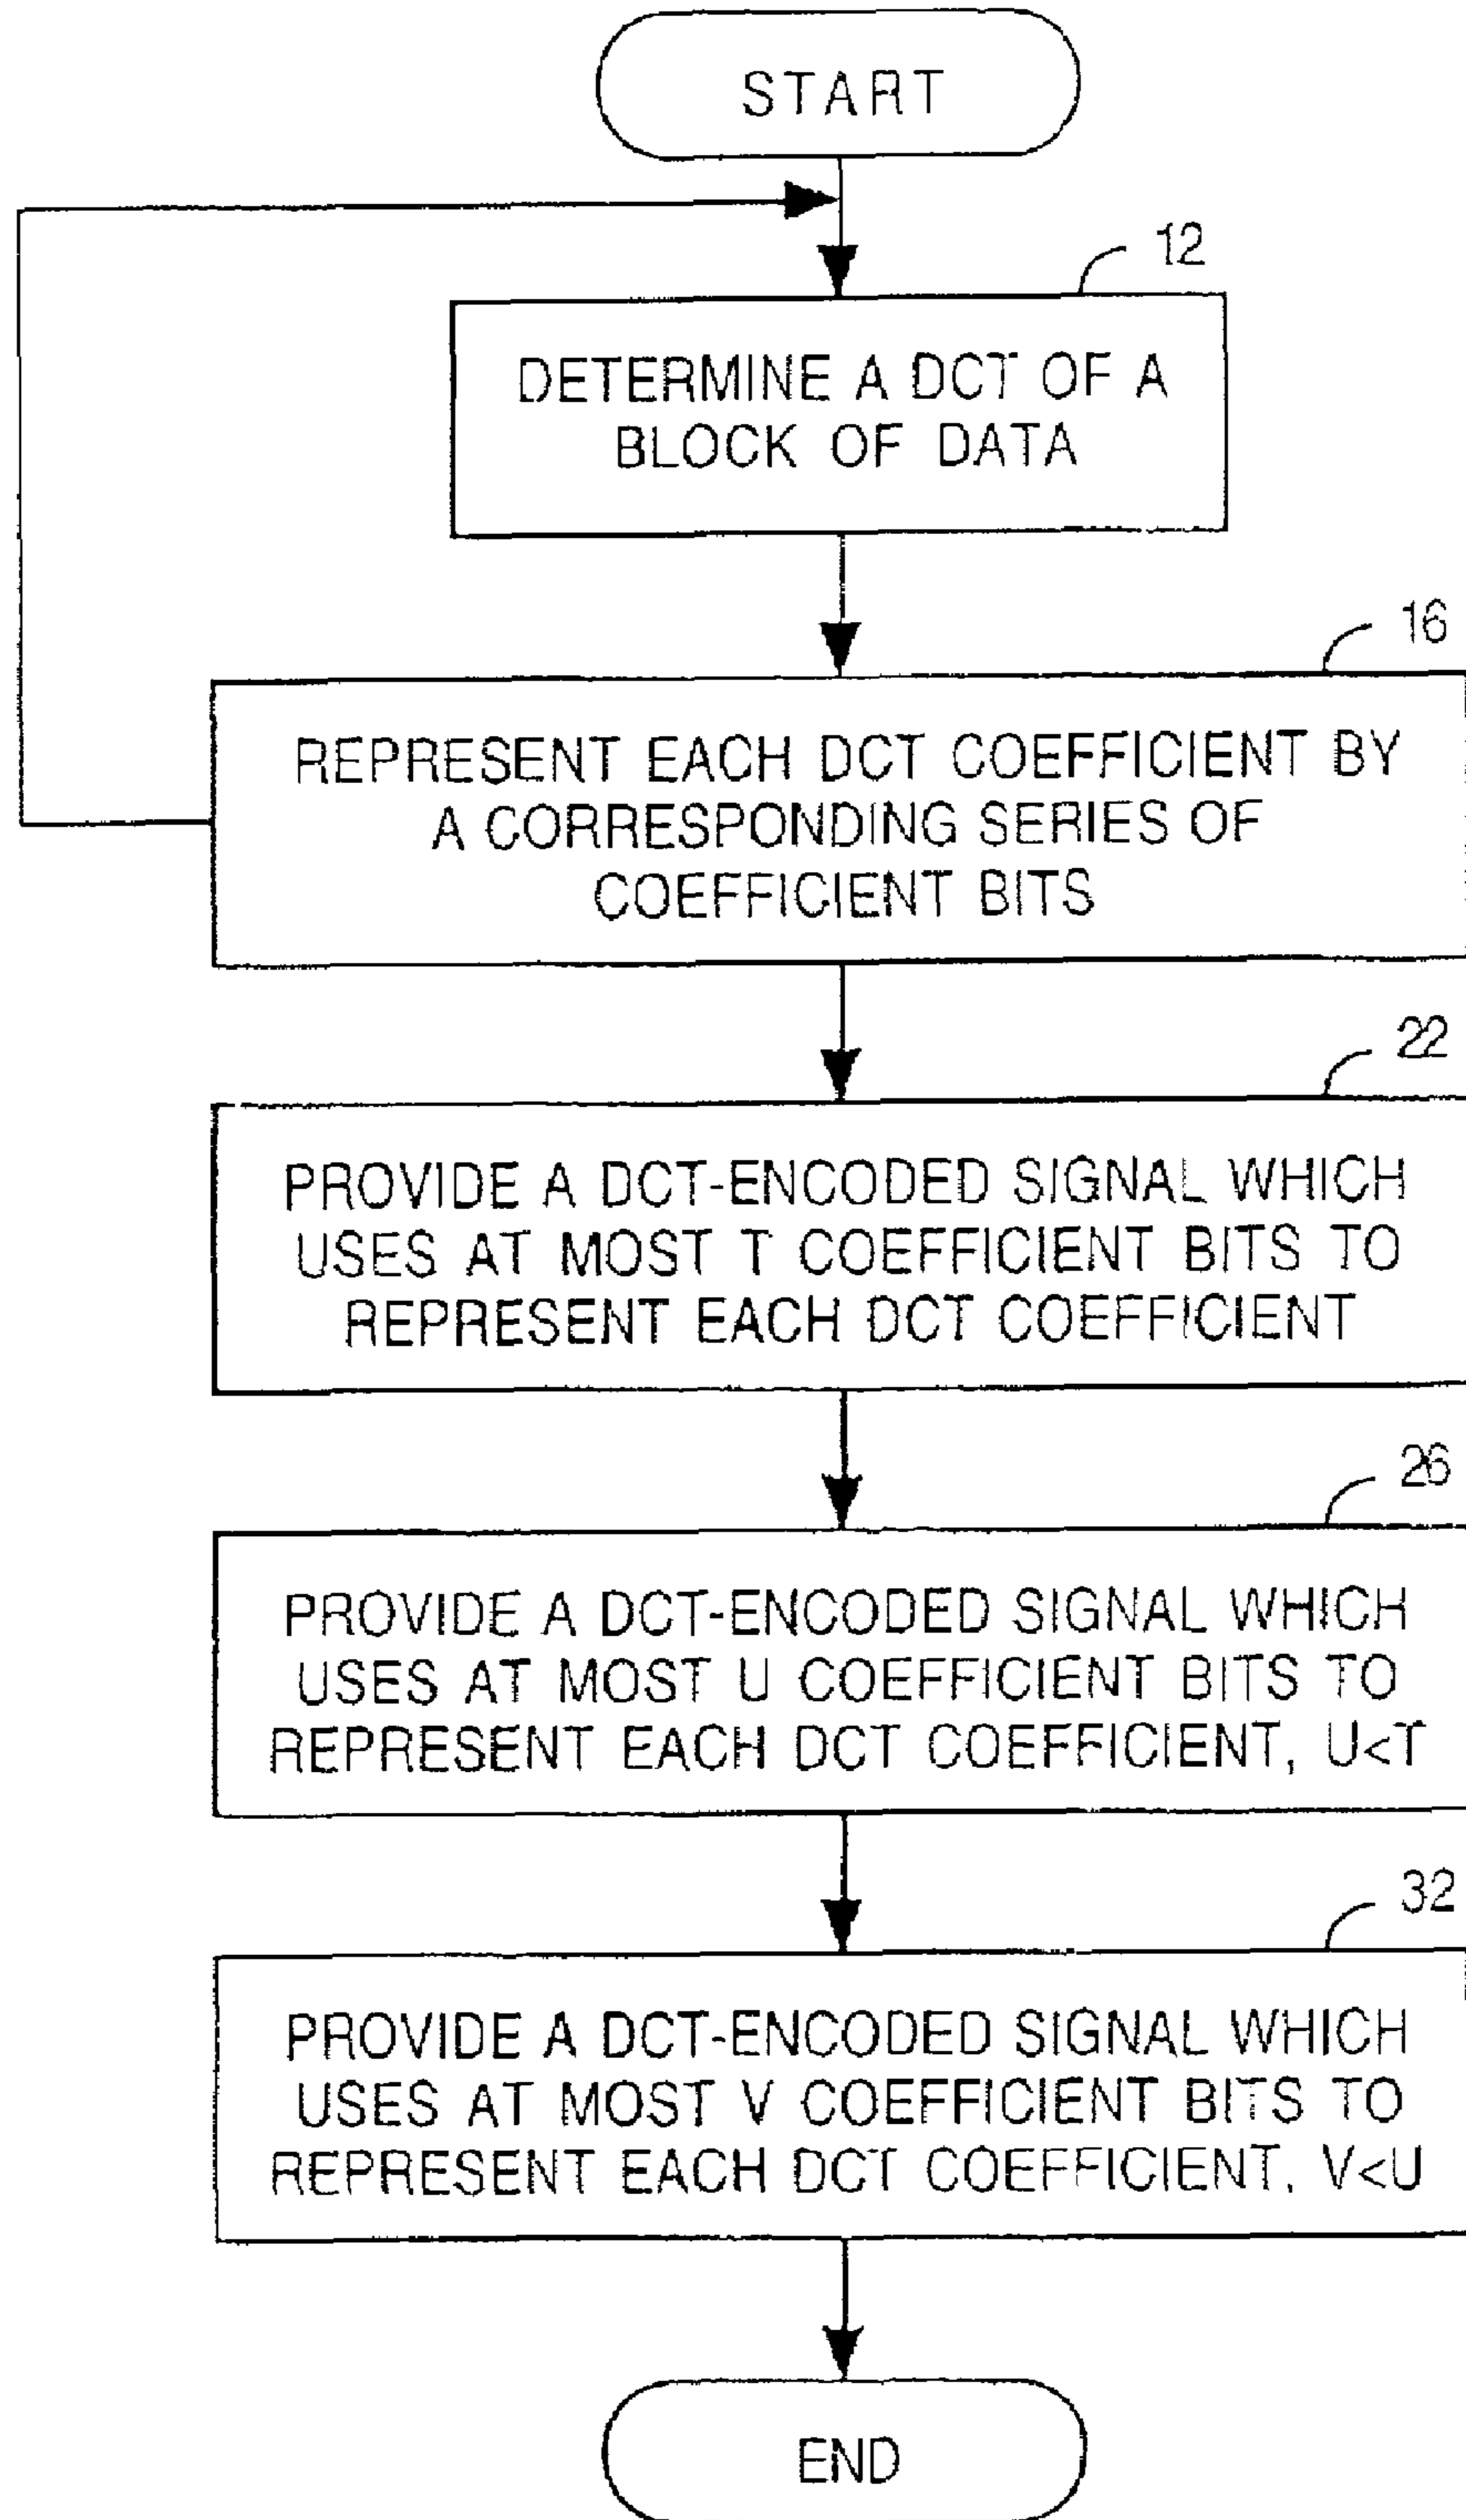 START
12
DETERMINE A DCT OF A
BLOCK OF DATA
16
REPRESENT EACH DCT COEFFICIENT BY
A CORRESPONDING SERIES OF
COEFFICIENT BITS
22
PROVIDE A DCT-ENCODED SIGNAL WHICH
USES AT MOST T COEFFICIENT BITS TO
REPRESENT EACH DCT COEFFICIENT
26
PROVIDE A DCT-ENCODED SIGNAL WHICH
USES AT MOST U COEFFICIENT BITS TO
REPRESENT EACH DCT COEFFICIENT, U<T
32
PROVIDE A DCT-ENCODED SIGNAL WHICH
USES AT MOST V COEFFICIENT BITS TO
REPRESENT EACH DCT COEFFICIENT, V<U
END